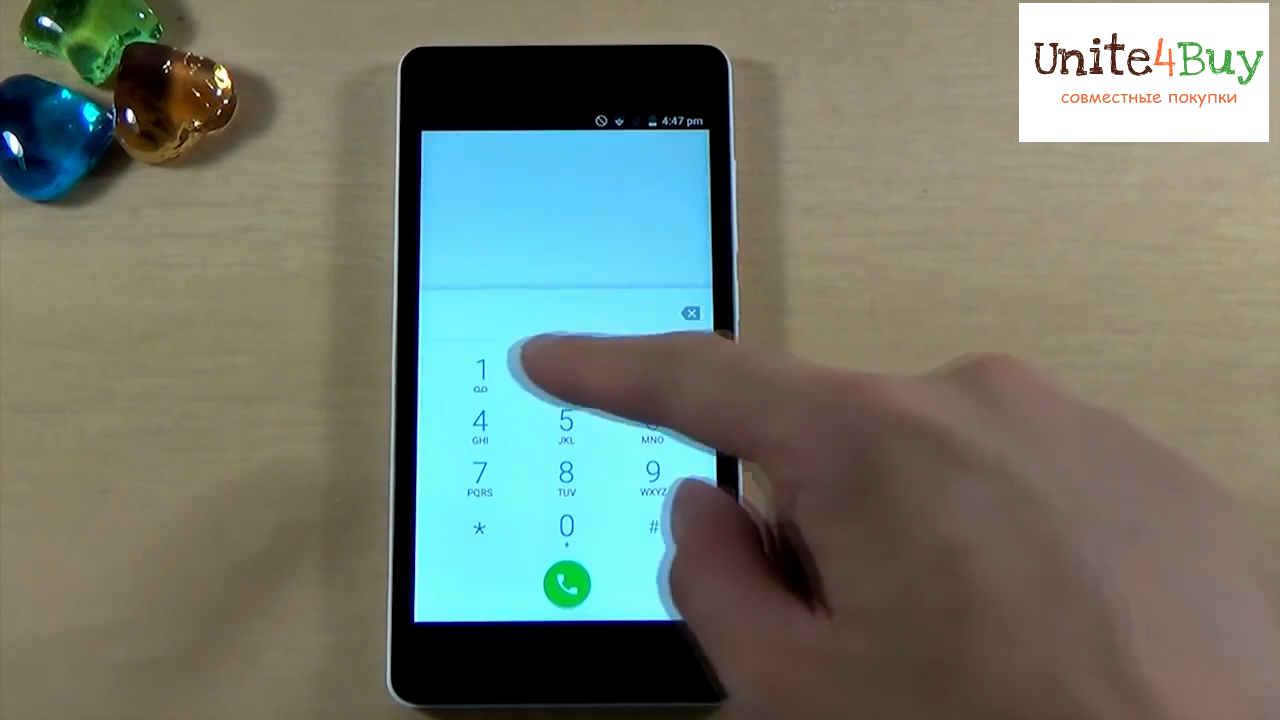 Unite4Buy
совместные покупки
4:47 pm
1
4 5
GHI JKL MNO
7 8 9
PQRS TUV WXYZ
* 0 #
+